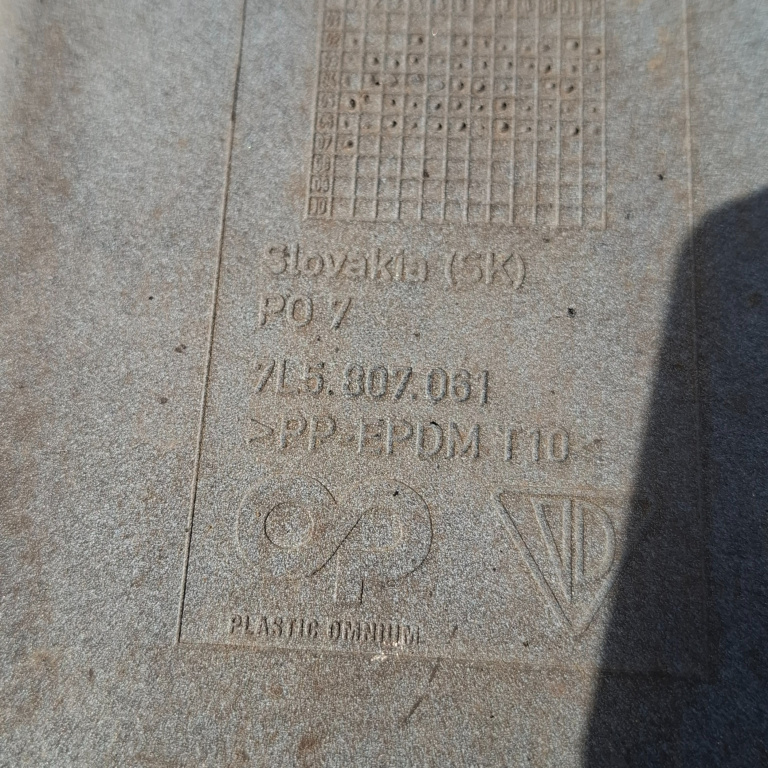 Slovakia (SK)
PO 7
7L5.807.061
>PP-EPDM T10<
PLASTIC OMNIUM